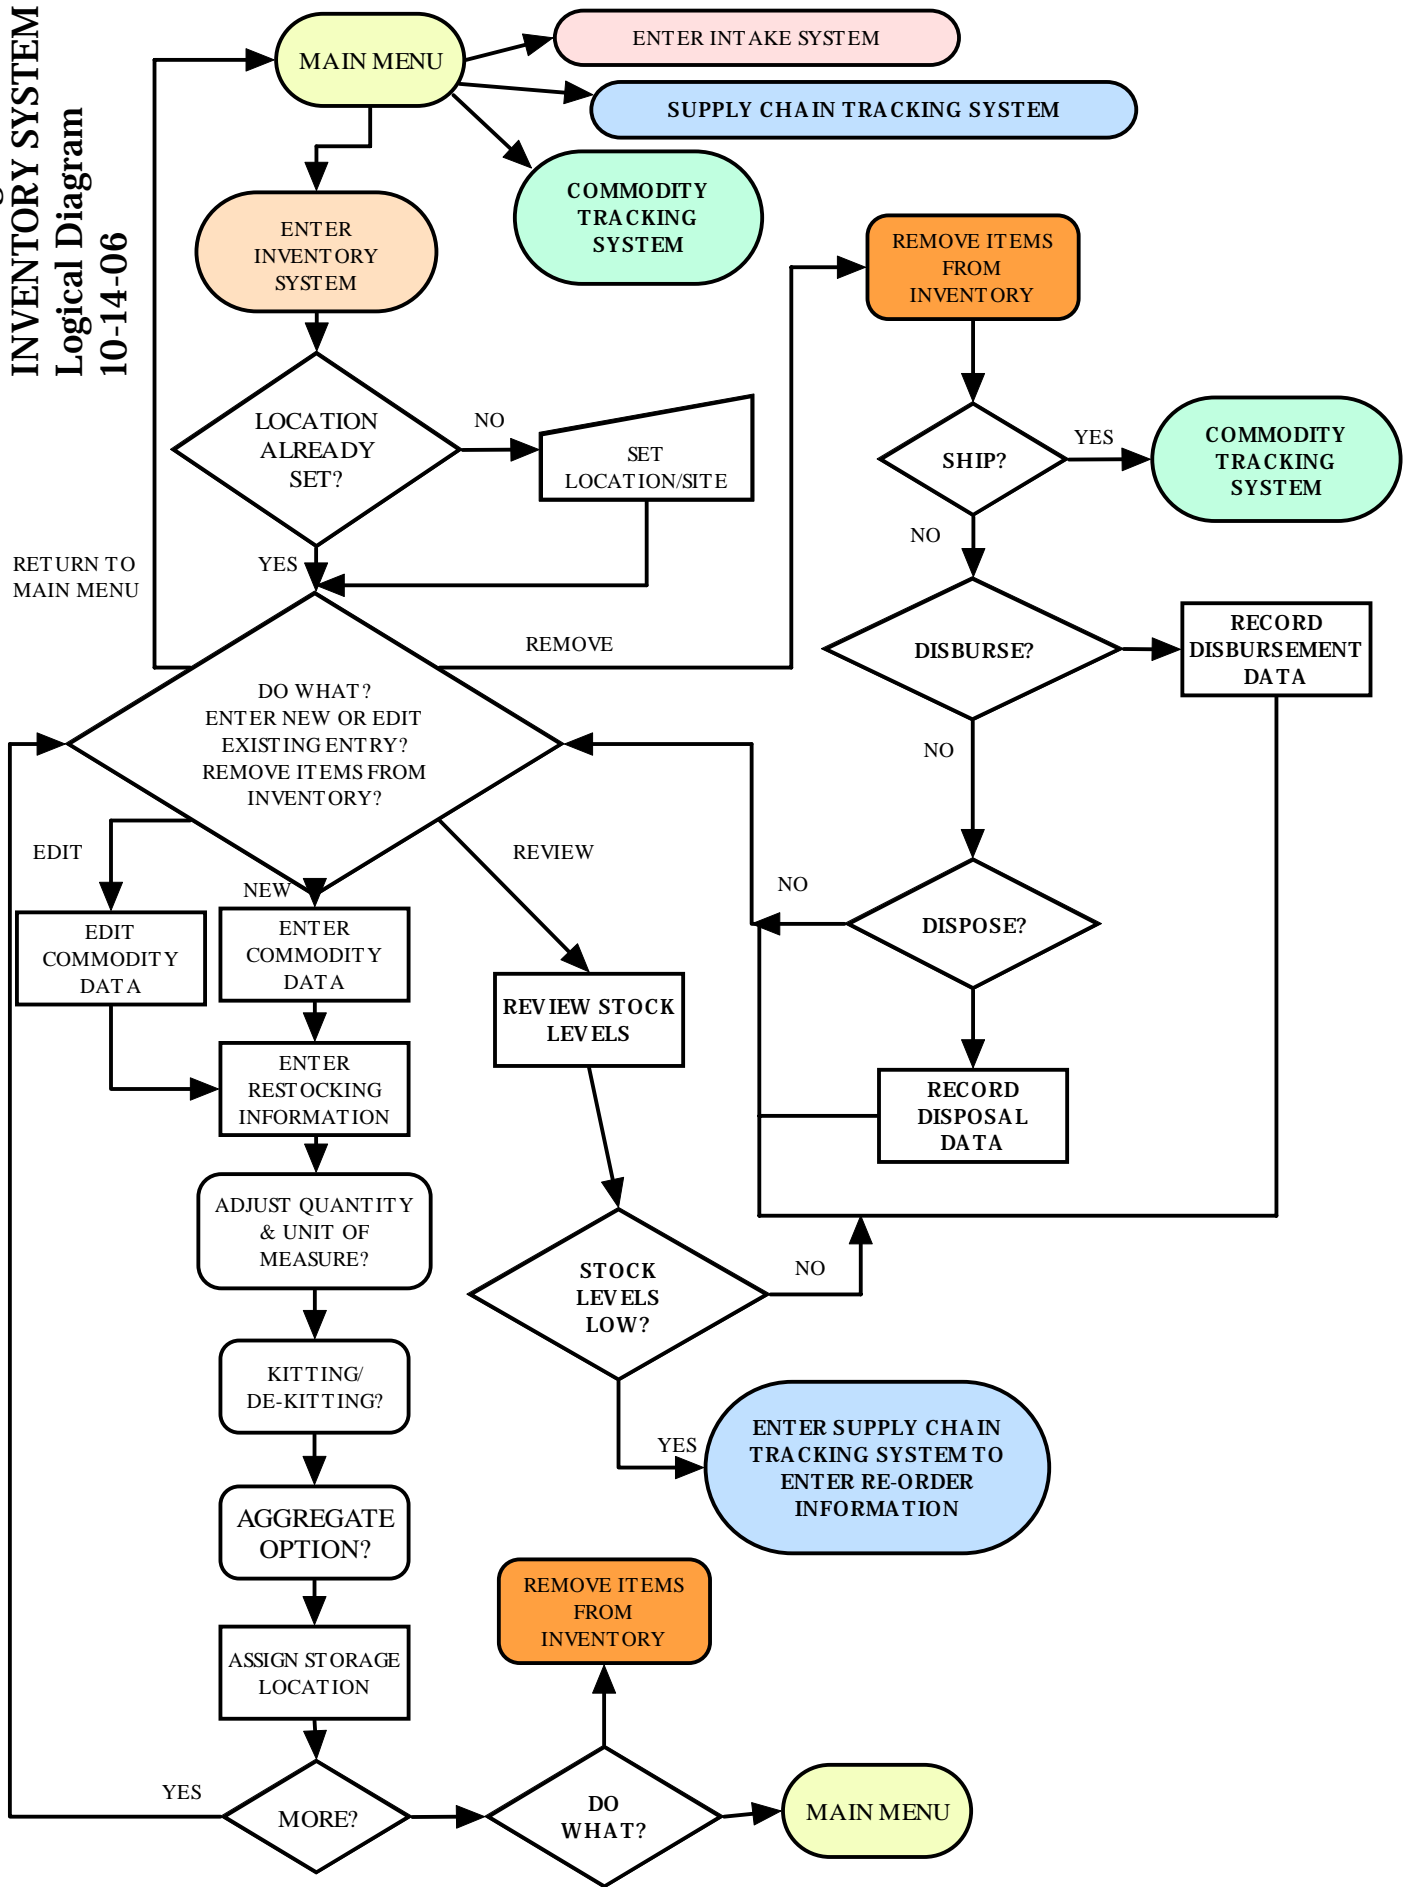 INVENTORY SYSTEM
Logical Diagram
10-14-06
MAIN MENU
ENTER INTAKE SYSTEM
SUPPLY CHAIN TRACKING SYSTEM
COMMODITY
TRACKING
SYSTEM
ENTER
INVENTORY
SYSTEM
REMOVE ITEMS
FROM
INVENTORY
LOCATION
ALREADY
SET?
NO
SET
LOCATION/SITE
SHIP?
YES
COMMODITY
TRACKING
SYSTEM
NO
YES
RETURN TO
MAIN MENU
REMOVE
DISBURSE?
RECORD
DISBURSEMENT
DATA
DO WHAT?
ENTER NEW OR EDIT
EXISTING ENTRY?
REMOVE ITEMS FROM
INVENTORY?
NO
EDIT
REVIEW
NEW
NO
DISPOSE?
EDIT
COMMODITY
DATA
ENTER
COMMODITY
DATA
REVIEW STOCK
LEVELS
ENTER
RESTOCKING
INFORMATION
RECORD
DISPOSAL
DATA
ADJUST QUANTITY
& UNIT OF
MEASURE?
STOCK
LEVELS
LOW?
NO
KITTING/
DE-KITTING?
YES
ENTER SUPPLY CHAIN
TRACKING SYSTEM TO
ENTER RE-ORDER
INFORMATION
AGGREGATE
OPTION?
REMOVE ITEMS
FROM
INVENTORY
ASSIGN STORAGE
LOCATION
YES
MORE?
DO
WHAT?
MAIN MENU